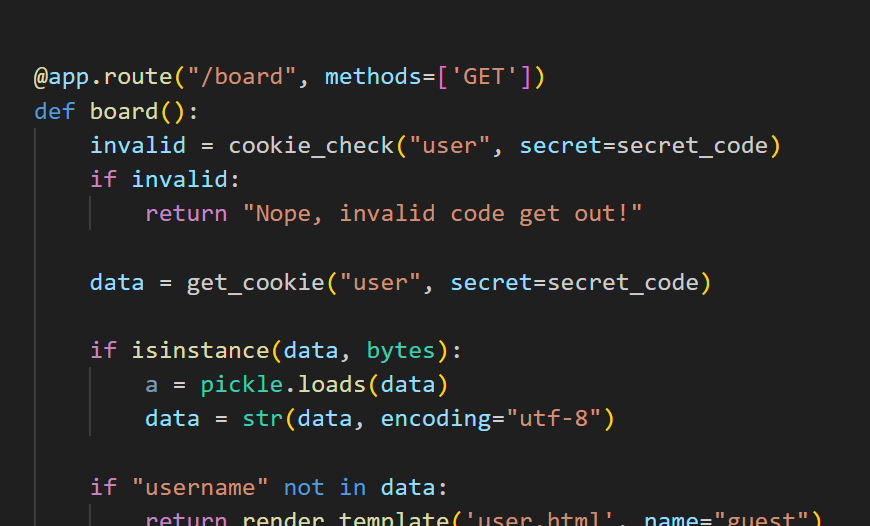 @app.route("/board", methods=['GET'])
def board():
    invalid = cookie_check("user", secret=secret_code)
    if invalid:
        return "Nope, invalid code get out!"
    data = get_cookie("user", secret=secret_code)
    if isinstance(data, bytes):
        a = pickle.loads(data)
        data = str(data, encoding="utf-8")
    if "username" not in data:
        return render_template('user.html', name="guest")